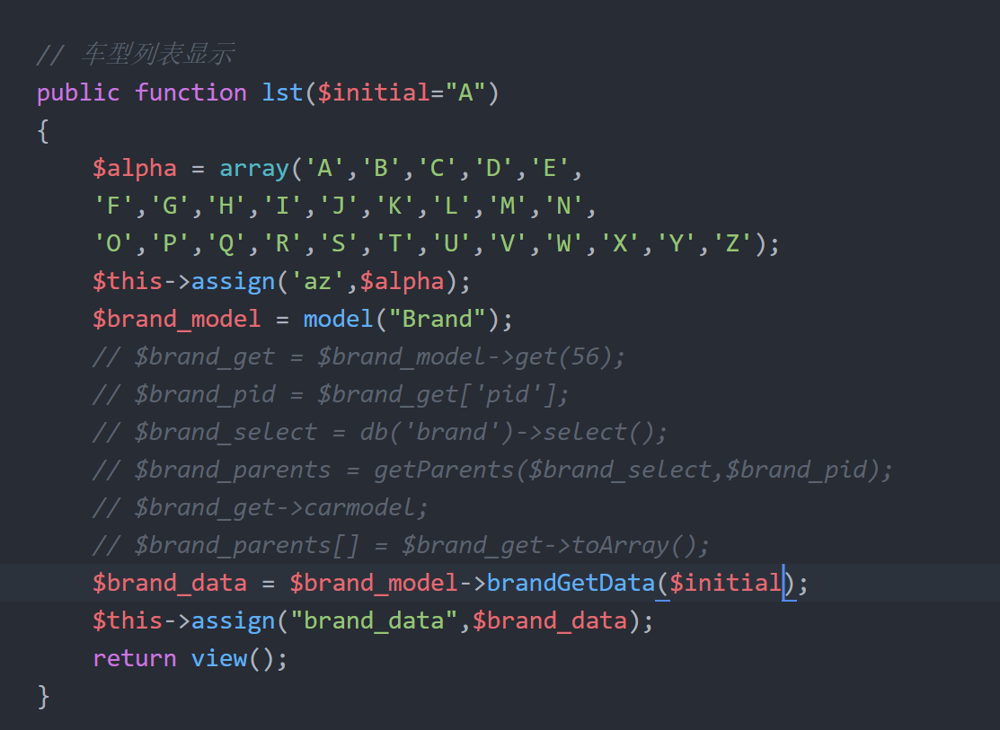 // 车型列表显示
public function lst($initial="A")
{
    $alpha = array('A','B','C','D','E',
    'F','G','H','I','J','K','L','M','N',
    'O','P','Q','R','S','T','U','V','W','X','Y','Z');
    $this->assign('az',$alpha);
    $brand_model = model("Brand");
    // $brand_get = $brand_model->get(56);
    // $brand_pid = $brand_get['pid'];
    // $brand_select = db('brand')->select();
    // $brand_parents = getParents($brand_select,$brand_pid);
    // $brand_get->carmodel;
    // $brand_parents[] = $brand_get->toArray();
    $brand_data = $brand_model->brandGetData($initial);
    $this->assign("brand_data",$brand_data);
    return view();
}